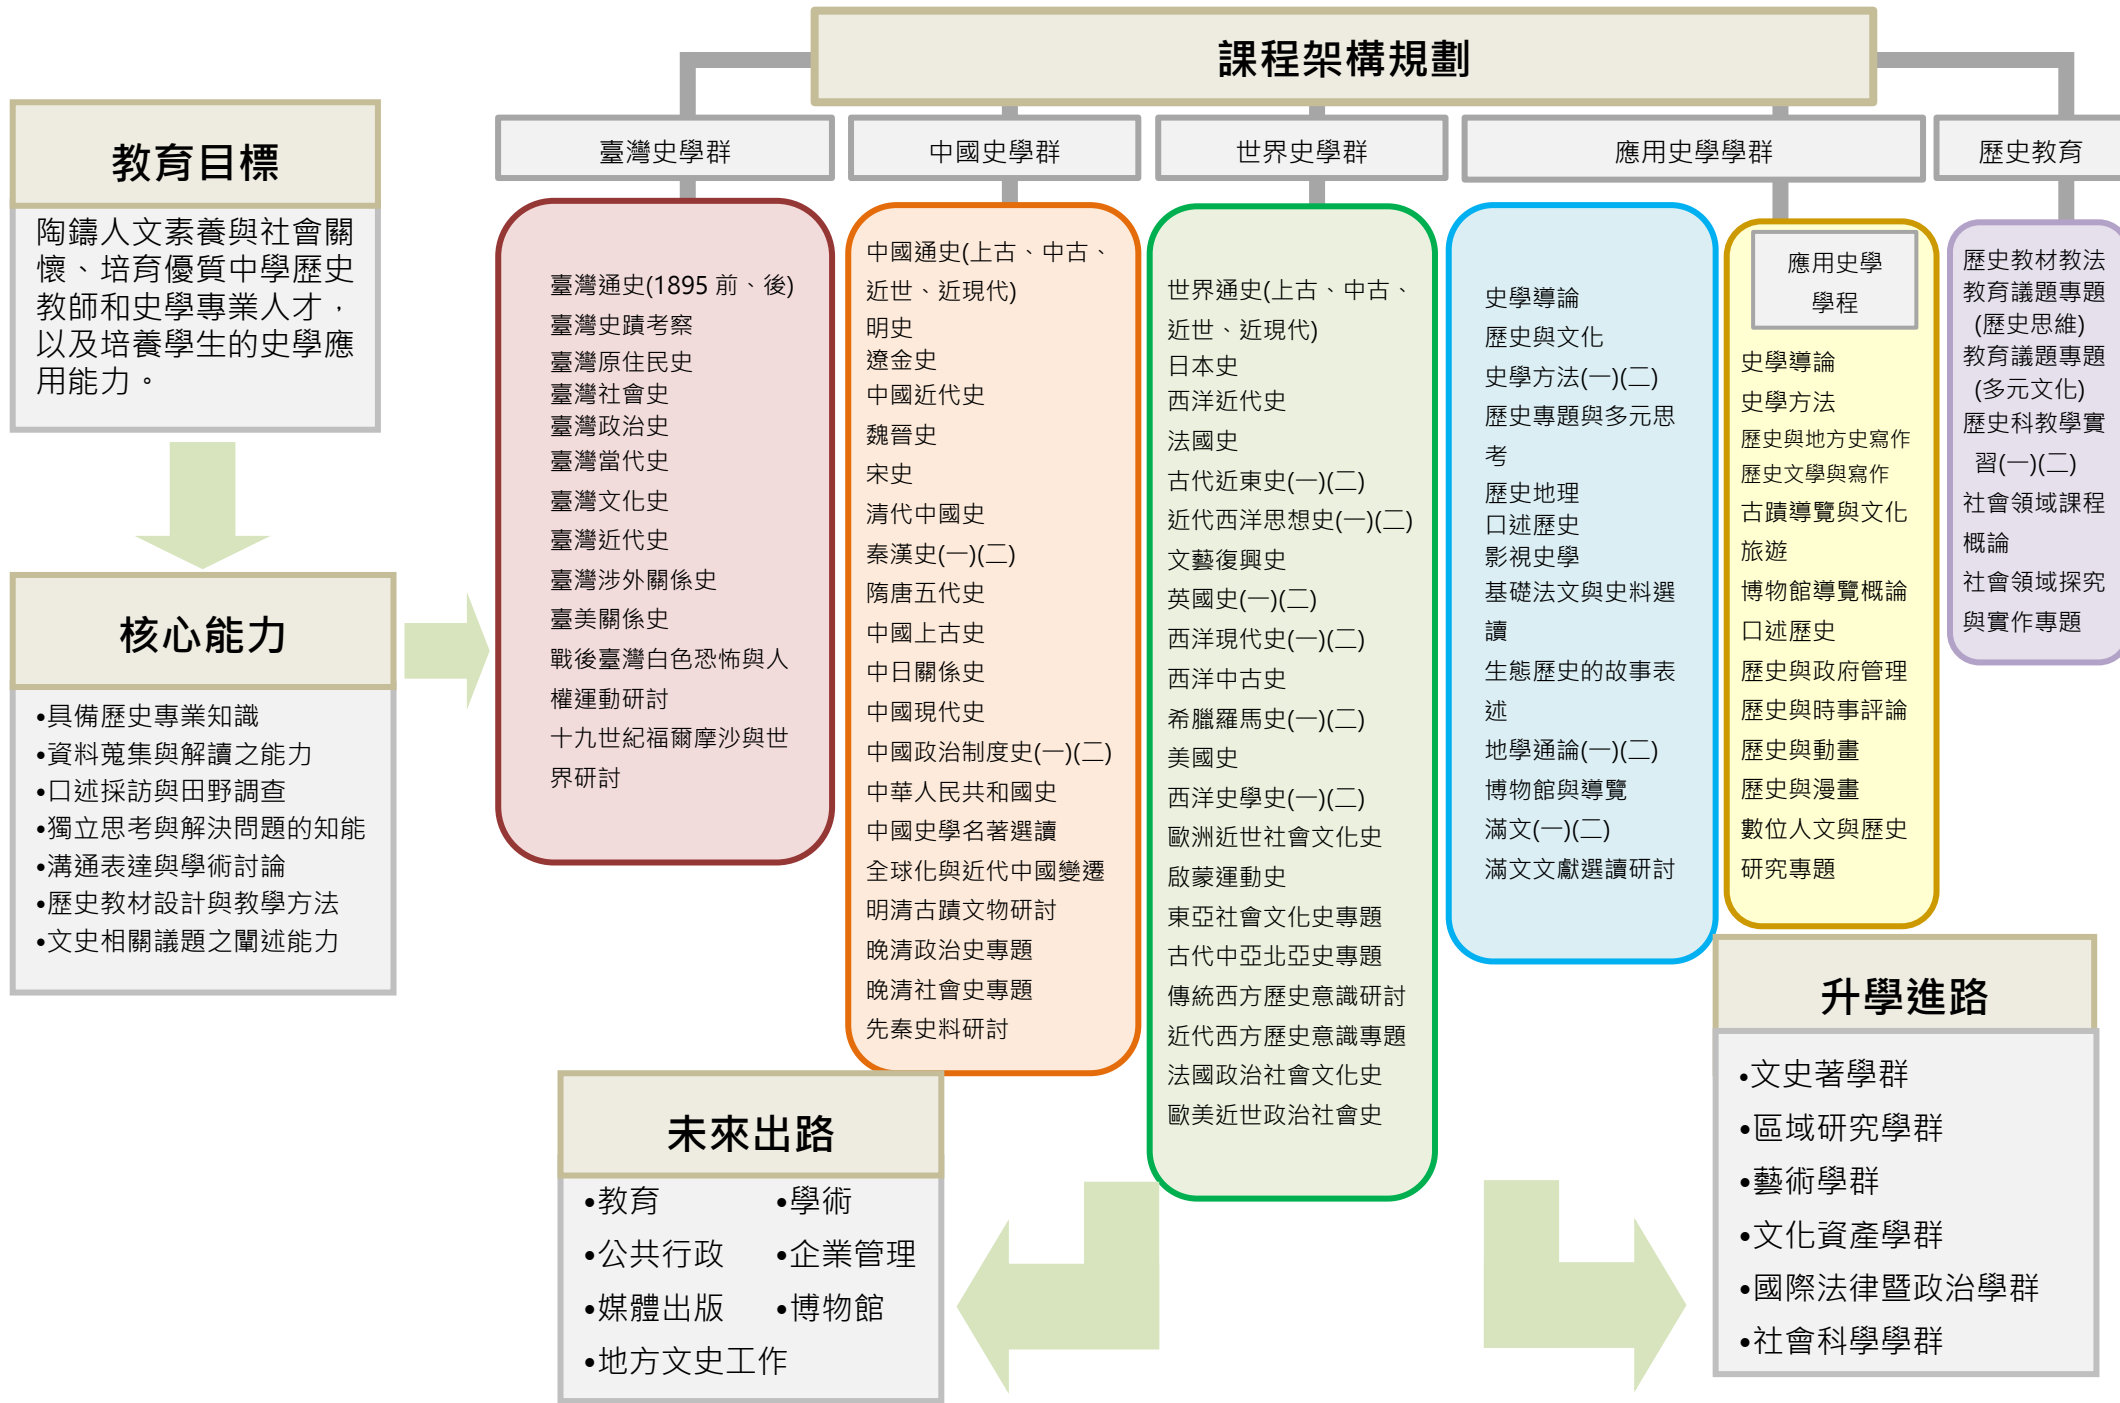 課程架構規劃
教育目標
陶鑄人文素養與社會關
懷、培育優質中學歷史
教師和史學專業人才，
以及培養學生的史學應
用能力。
核心能力
•具備歷史專業知識
•資料蒐集與解讀之能力
•口述採訪與田野調查
•獨立思考與解決問題的知能
•溝通表達與學術討論
•歷史教材設計與教學方法
•文史相關議題之闡述能力
臺灣史學群
臺灣通史(1895 前、後)
臺灣史蹟考察
臺灣原住民史
臺灣社會史
臺灣政治史
臺灣當代史
臺灣文化史
臺灣近代史
臺灣涉外關係史
臺美關係史
戰後臺灣白色恐怖與人
權運動研討
十九世紀福爾摩沙與世
界研討
中國史學群
中國通史(上古、中古、
近世、近現代)
明史
遼金史
中國近代史
魏晉史
宋史
清代中國史
秦漢史(一)(二)
隋唐五代史
中國上古史
中日關係史
中國現代史
中國政治制度史(一)(二)
中華人民共和國史
中國史學名著選讀
全球化與近代中國變遷
明清古蹟文物研討
晚清政治史專題
晚清社會史專題
先秦史料研討
世界史學群
世界通史(上古、中古、
近世、近現代)
日本史
西洋近代史
法國史
古代近東史(一)(二)
近代西洋思想史(一)(二)
文藝復興史
英國史(一)(二)
西洋現代史(一)(二)
西洋中古史
希臘羅馬史(一)(二)
美國史
西洋史學史(一)(二)
歐洲近世社會文化史
啟蒙運動史
東亞社會文化史專題
古代中亞北亞史專題
傳統西方歷史意識研討
近代西方歷史意識專題
法國政治社會文化史
歐美近世政治社會史
應用史學學群
史學導論
歷史與文化
史學方法(一)(二)
歷史專題與多元思
考
歷史地理
口述歷史
影視史學
基礎法文與史料選
讀
生態歷史的故事表
述
地學通論(一)(二)
博物館與導覽
滿文(一)(二)
滿文文獻選讀研討
應用史學
學程
史學導論
史學方法
歷史與地方史寫作
歷史文學與寫作
古蹟導覽與文化
旅遊
博物館導覽概論
口述歷史
歷史與政府管理
歷史與時事評論
歷史與動畫
歷史與漫畫
數位人文與歷史
研究專題
歷史教育
歷史教材教法
教育議題專題
(歷史思維)
教育議題專題
(多元文化)
歷史科教學實
習(一)(二)
社會領域課程
概論
社會領域探究
與實作專題
未來出路
•教育 •學術
•公共行政 •企業管理
•媒體出版 •博物館
•地方文史工作
升學進路
•文史著學群
•區域研究學群
•藝術學群
•文化資產學群
•國際法律暨政治學群
•社會科學學群